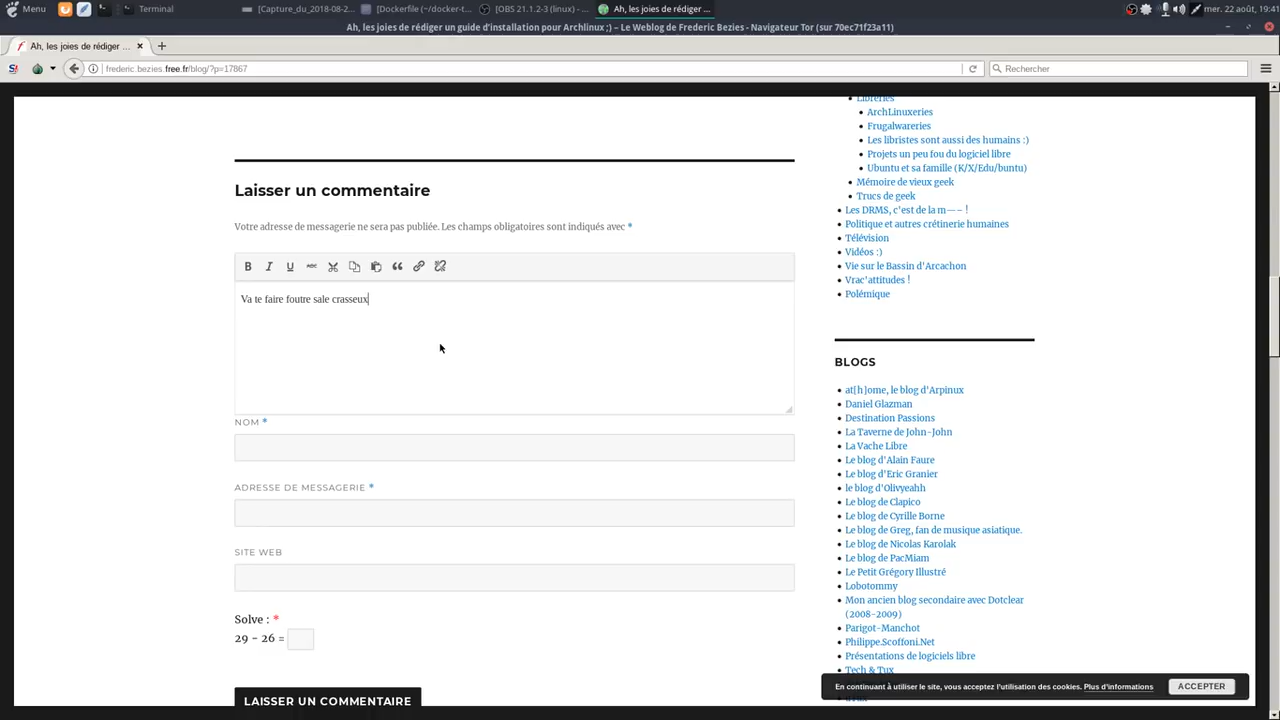 Menu
Terminal
[Capture_du_2018-08-2...
[Dockerfile (~/docker-t...
[OBS 21.1.2-3 (linux) - ...
Ah, les joies de rédiger ...
mer. 22 août, 19:41
Ah, les joies de rédiger un guide d'installation pour Archlinux ;) – Le Weblog de Frederic Bezies - Navigateur Tor (sur 70ec71f23a11)
Ah, les joies de rédiger ...
frederic.bezies.free.fr/blog/?p=17867
Rechercher
Laisser un commentaire
Votre adresse de messagerie ne sera pas publiée. Les champs obligatoires sont indiqués avec *
B I U ABC
Va te faire foutre sale crasseux
NOM *
ADRESSE DE MESSAGERIE *
SITE WEB
Solve : *
29 - 26 =
LAISSER UN COMMENTAIRE
Libreries
ArchLinuxeries
Frugalwareries
Les libristes sont aussi des humains :)
Projets un peu fou du logiciel libre
Ubuntu et sa famille (K/X/Edu/buntu)
Mémoire de vieux geek
Trucs de geek
Les DRMS, c'est de la m—– !
Politique et autres crétinerie humaines
Télévision
Vidéos :)
Vie sur le Bassin d'Arcachon
Vrac'attitudes !
Polémique
BLOGS
at[h]ome, le blog d'Arpinux
Daniel Glazman
Destination Passions
La Taverne de John-John
La Vache Libre
Le blog d'Alain Faure
Le blog d'Eric Granier
le blog d'Olivyeahh
Le blog de Clapico
Le blog de Cyrille Borne
Le blog de Greg, fan de musique asiatique.
Le blog de Nicolas Karolak
Le blog de PacMiam
Le Petit Grégory Illustré
Lobotommy
Mon ancien blog secondaire avec Dotclear
(2008-2009)
Parigot-Manchot
Philippe.Scoffoni.Net
Présentations de logiciels libre
Tech & Tux
En continuant à utiliser le site, vous acceptez l'utilisation des cookies. Plus d'informations
ACCEPTER